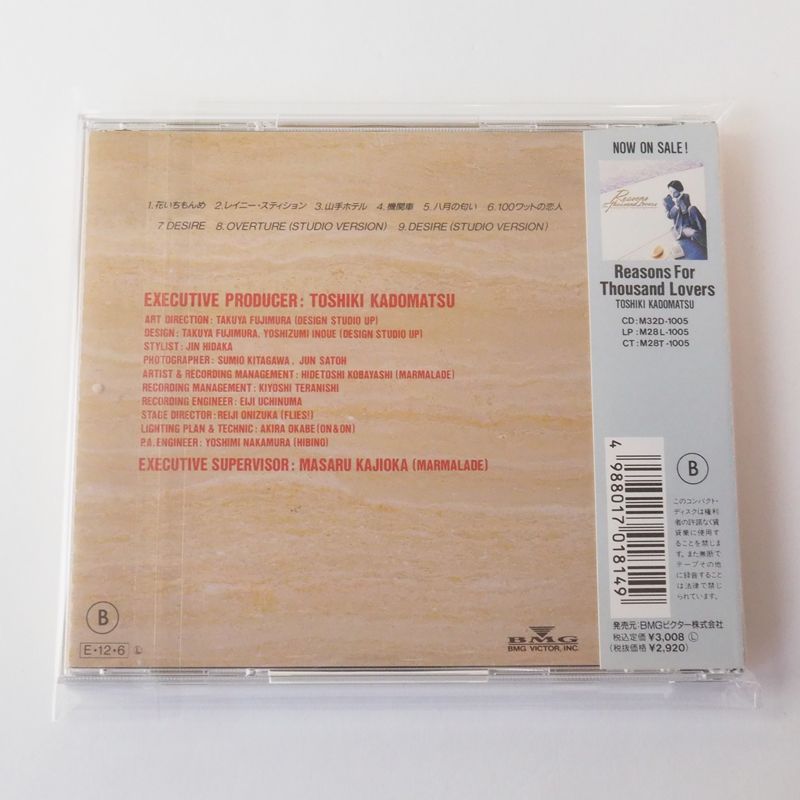 1.花いちもんめ 2.レイニー・スティション 3.山手ホテル 4.機関車 5.八月の匂い 6.100ワットの恋人
7.DESIRE 8.OVERTURE (STUDIO VERSION) 9.DESIRE (STUDIO VERSION)
EXECUTIVE PRODUCER: TOSHIKI KADOMATSU
ART DIRECTION: TAKUYA FUJIMURA (DESIGN STUDIO UP)
DESIGN: TAKUYA FUJIMURA, YOSHIZUMI INOUE (DESIGN STUDIO UP)
STYLIST: JIN HIDAKA
PHOTOGRAPHER: SUMIO KITAGAWA, JUN SATOH
ARTIST & RECORDING MANAGEMENT: HIDETOSHI KOBAYASHI (MARMALADE)
RECORDING MANAGEMENT: KIYOSHI TERANISHI
RECORDING ENGINEER: EIJI UCHINUMA
STAGE DIRECTOR: REIJI ONIZUKA (FLIES!)
LIGHTING PLAN & TECHNIC: AKIRA OKABE (ON & ON)
P.A. ENGINEER: YOSHIMI NAKAMURA (HIBINO)
EXECUTIVE SUPERVISOR: MASARU KAJIOKA (MARMALADE)
B
E・12・6 Ⓛ
BMG
BMG VICTOR, INC.
NOW ON SALE!
Reasons
thousand Lovers
Reasons For
Thousand Lovers
TOSHIKI KADOMATSU
CD:M32D-1005
LP:M28L-1005
CT:M28T-1005
4988017018149
B
このコンパクト・
ディスクは権利
者の許諾なく賃
貸業に使用す
ることを禁じま
す。また無断で
テープその他
に録音すること
は法律で禁じ
られています。
発売元:BMGビクター株式会社
税込定価 ¥3,008 Ⓛ
(税抜価格 ¥2,920)